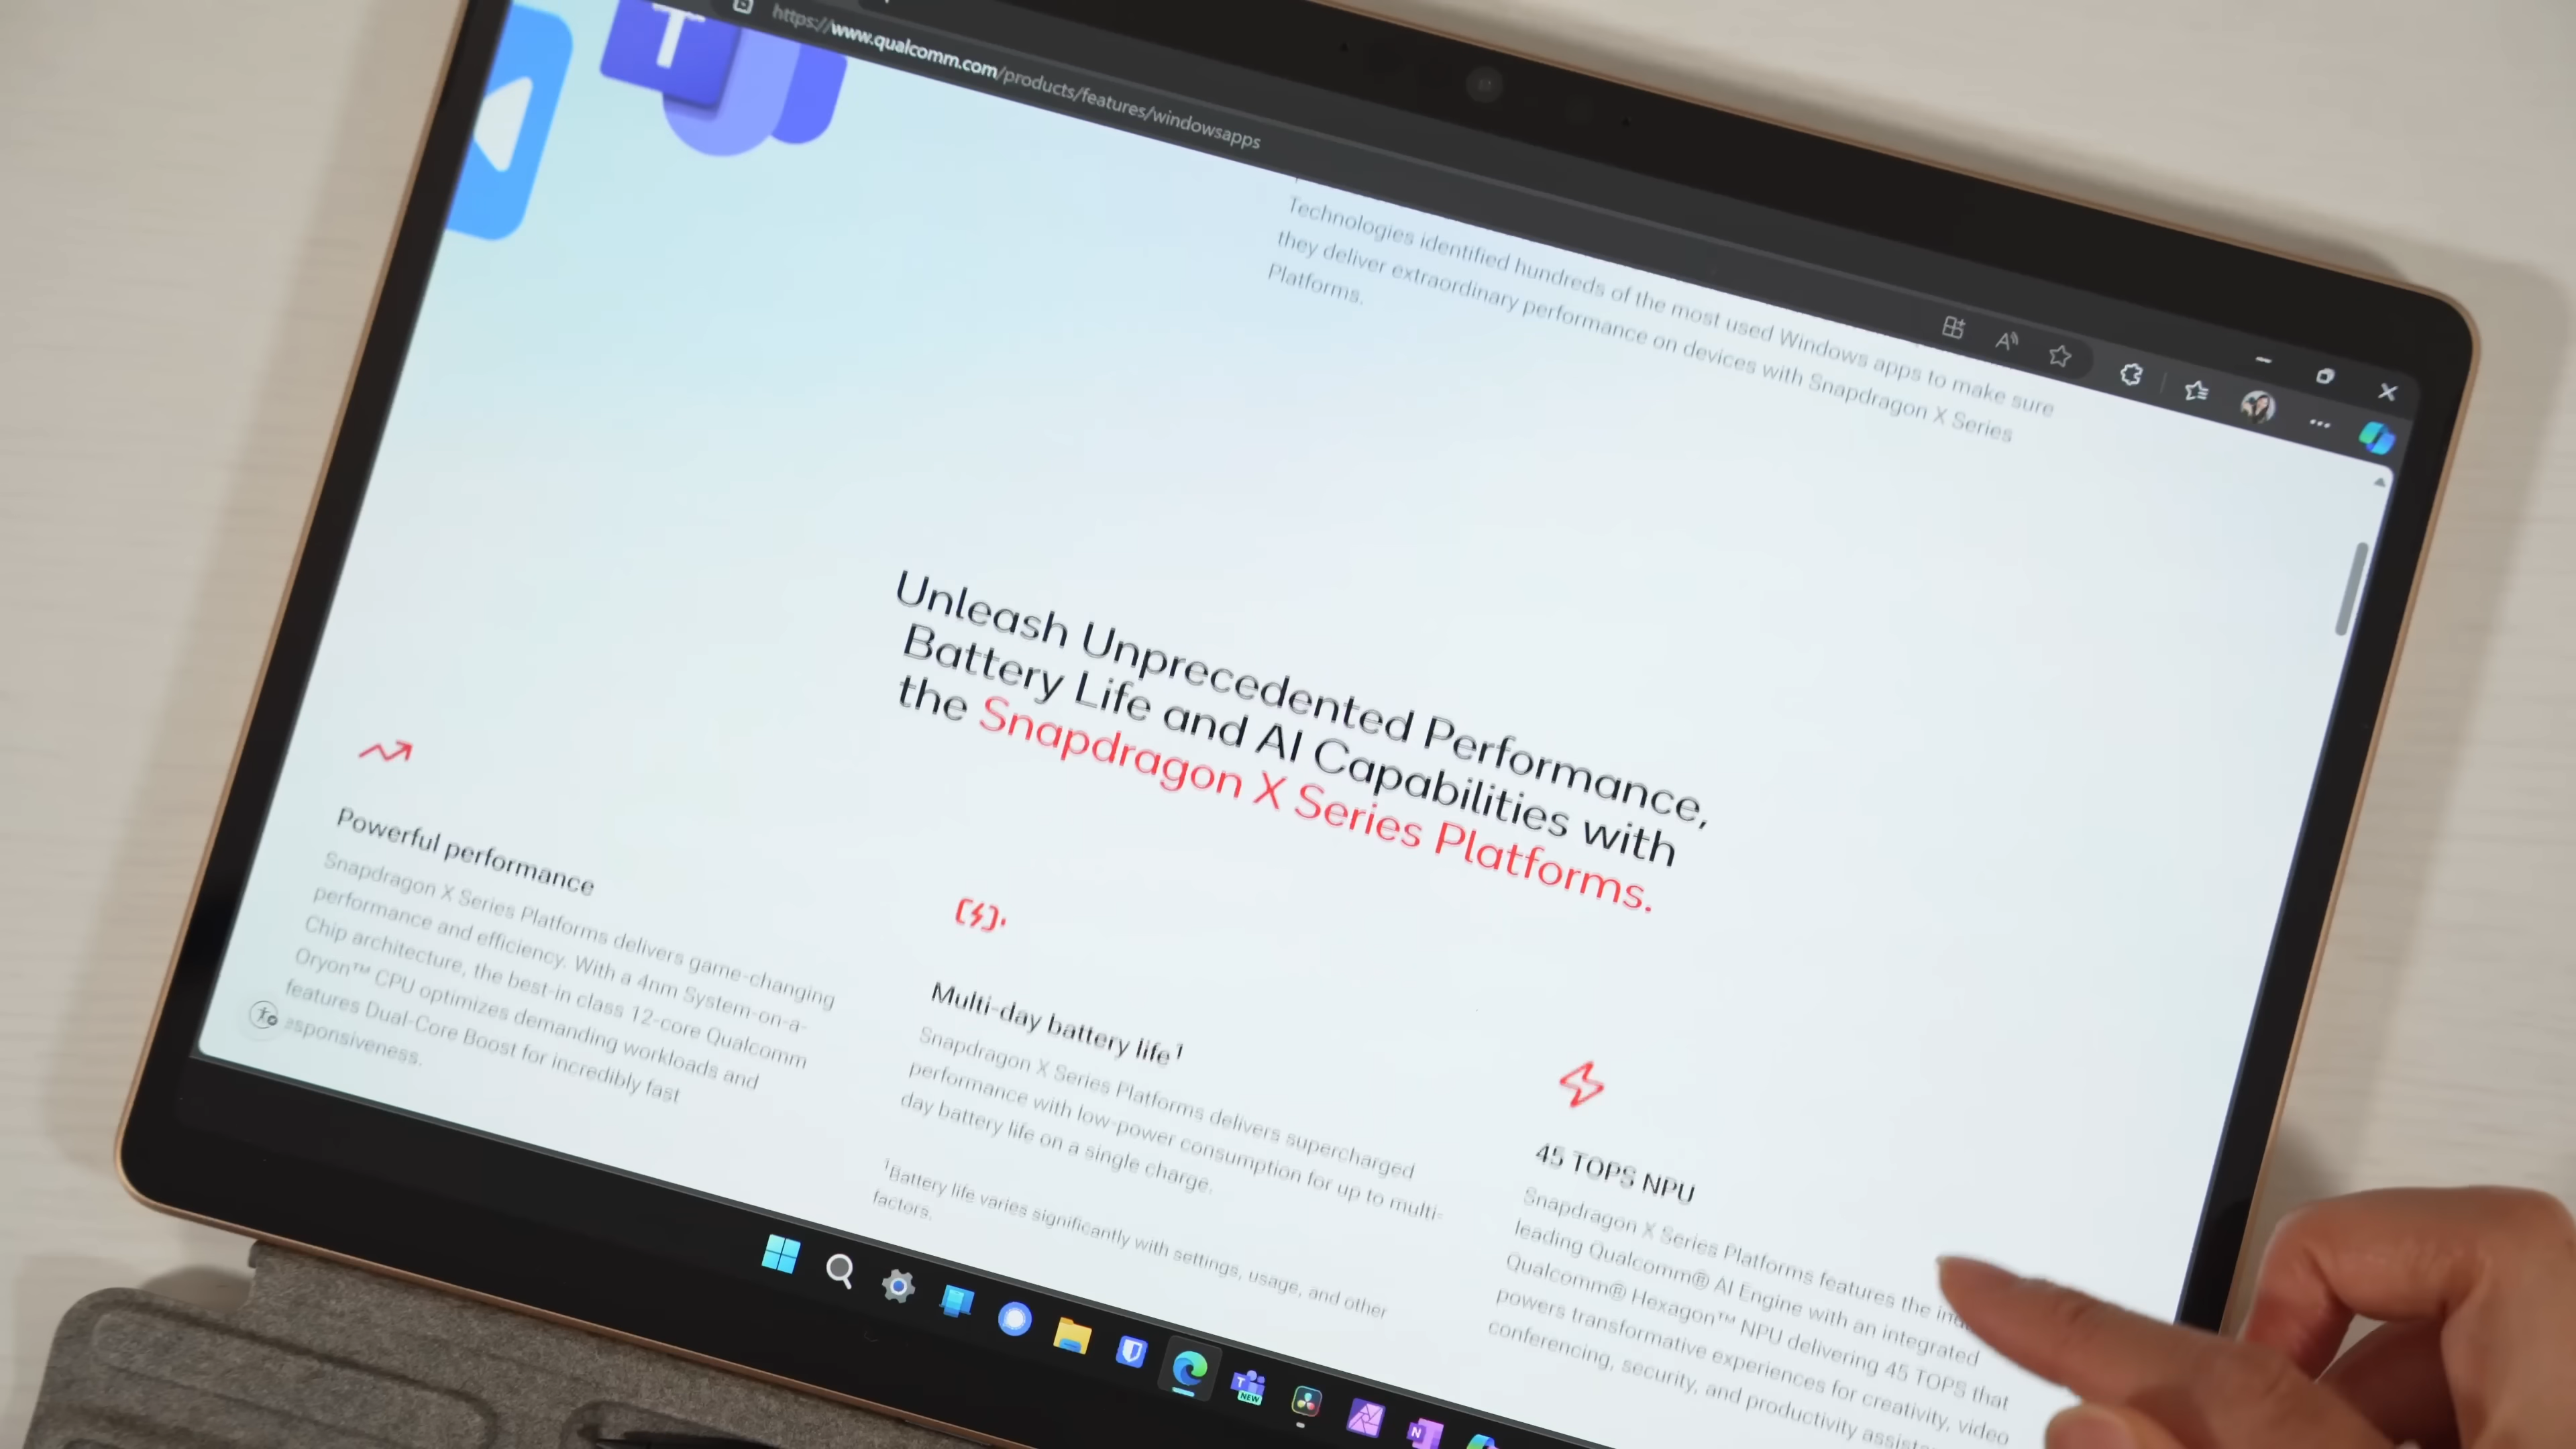 T
https://www.qualcomm.com/products/features/windowsapps
Technologies identified hundreds of the most used Windows apps to make sure
they deliver extraordinary performance on devices with Snapdragon X Series
Platforms.
Unleash Unprecedented Performance,
Battery Life and AI Capabilities with
the Snapdragon X Series Platforms.
Powerful performance
Snapdragon X Series Platforms delivers game-changing
performance and efficiency. With a 4nm System-on-a-
Chip architecture, the best-in class 12-core Qualcomm
Oryon™ CPU optimizes demanding workloads and
features Dual-Core Boost for incredibly fast
esponsiveness.
Multi-day battery life¹
Snapdragon X Series Platforms delivers supercharged
performance with low-power consumption for up to multi-
day battery life on a single charge.
¹Battery life varies significantly with settings, usage, and other
factors.
45 TOPS NPU
Snapdragon X Series Platforms features the
leading Qualcomm® AI Engine with an integrated
Qualcomm® Hexagon™ NPU delivering 45 TOPS that
powers transformative experiences for creativity, video
conferencing, security, and productivity
T
NEW
N